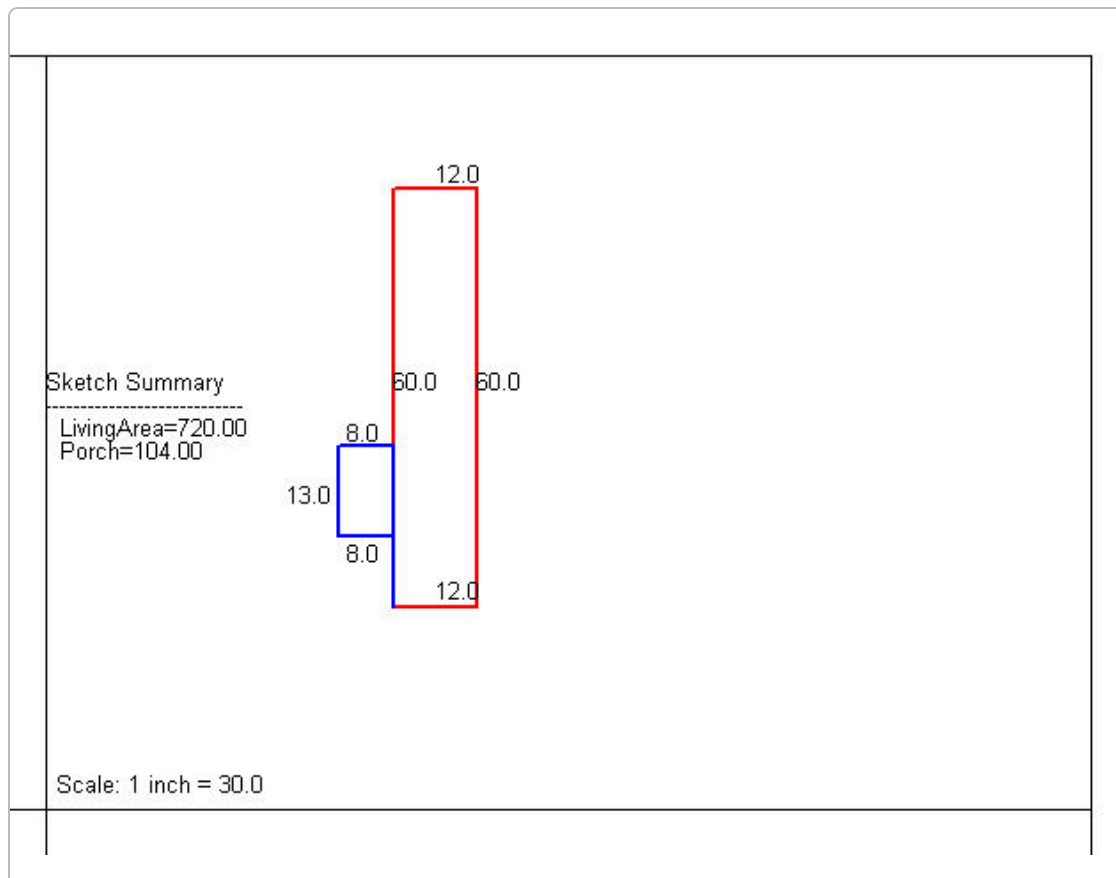 12.0
Sketch Summary
60.0 60.0
---------------------------
LivingArea=720.00
Porch=104.00
8.0
13.0
8.0
12.0
Scale: 1 inch = 30.0